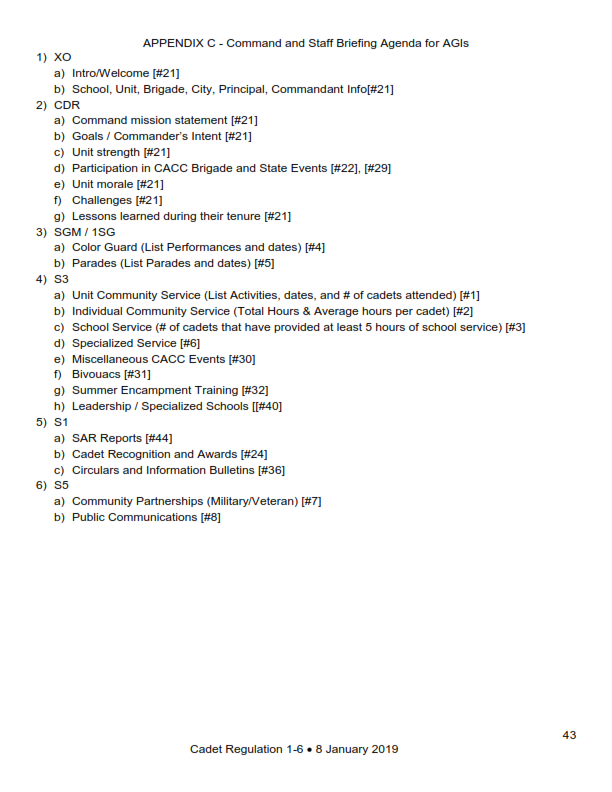 APPENDIX C - Command and Staff Briefing Agenda for AGIs
1) XO
a) Intro/Welcome [#21]
b) School, Unit, Brigade, City, Principal, Commandant Info[#21]
2) CDR
a) Command mission statement [#21]
b) Goals / Commander's Intent [#21]
c) Unit strength [#21]
d) Participation in CACC Brigade and State Events [#22], [#29]
e) Unit morale [#21]
f) Challenges [#21]
g) Lessons learned during their tenure [#21]
3) SGM / 1SG
a) Color Guard (List Performances and dates) [#4]
b) Parades (List Parades and dates) [#5]
4) S3
a) Unit Community Service (List Activities, dates, and # of cadets attended) [#1]
b) Individual Community Service (Total Hours & Average hours per cadet) [#2]
c) School Service (# of cadets that have provided at least 5 hours of school service) [#3]
d) Specialized Service [#6]
e) Miscellaneous CACC Events [#30]
f) Bivouacs [#31]
g) Summer Encampment Training [#32]
h) Leadership / Specialized Schools [[#40]
5) S1
a) SAR Reports [#44]
b) Cadet Recognition and Awards [#24]
c) Circulars and Information Bulletins [#36]
6) S5
a) Community Partnerships (Military/Veteran) [#7]
b) Public Communications [#8]
43
Cadet Regulation 1-6 • 8 January 2019